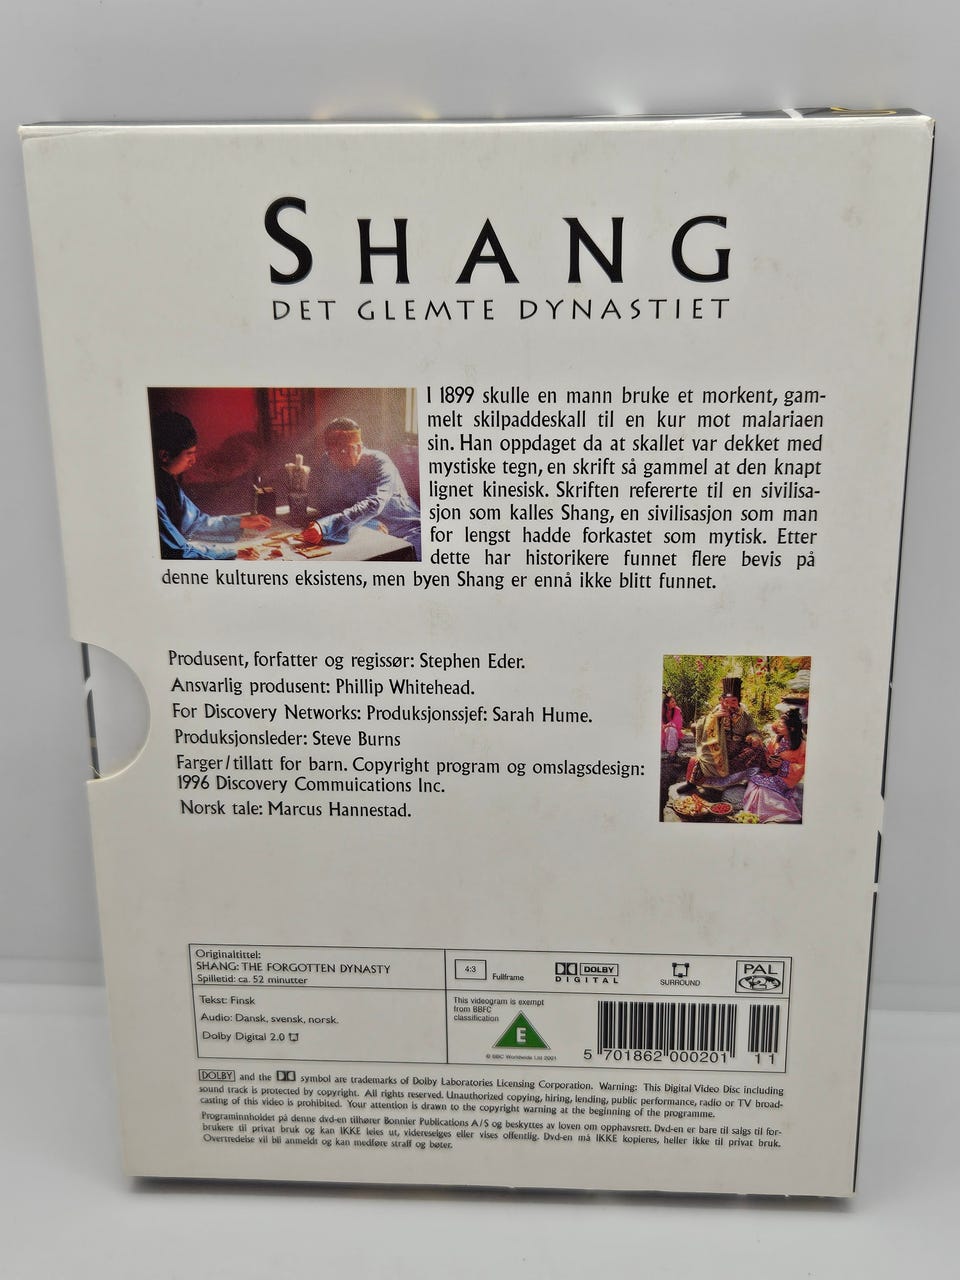 SHANG
DET GLEMTE DYNASTIET
I 1899 skulle en mann bruke et morkent, gam-
melt skilpaddeskall til en kur mot malariaen
sin. Han oppdaget da at skallet var dekket med
mystiske tegn, en skrift så gammel at den knapt
lignet kinesisk. Skriften refererte til en sivilisa-
sjon som kalles Shang, en sivilisasjon som man
for lengst hadde forkastet som mytisk. Etter
dette har historikere funnet flere bevis på
denne kulturens eksistens, men byen Shang er ennå ikke blitt funnet.
Produsent, forfatter og regissør: Stephen Eder.
Ansvarlig produsent: Phillip Whitehead.
For Discovery Networks: Produksjonssjef: Sarah Hume.
Produksjonsleder: Steve Burns
Farger/tillatt for barn. Copyright program og omslagsdesign:
1996 Discovery Commuications Inc.
Norsk tale: Marcus Hannestad.
Originaltittel:
SHANG: THE FORGOTTEN DYNASTY
Spilletid: ca. 52 minutter
4:3 Fullframe
DOLBY
DIGITAL
SURROUND
PAL
2
Tekst: Finsk
Audio: Dansk, svensk, norsk.
Dolby Digital 2.0
This videogram is exempt
from BBFC
classification
E
© BBC Worldwide Ltd 2001
5 701862 000201 11
DOLBY and the symbol are trademarks of Dolby Laboratories Licensing Corporation. Warning: This Digital Video Disc including
sound track is protected by copyright. All rights reserved. Unauthorized copying, hiring, lending, public performance, radio or TV broad-
casting of this video is prohibited. Your attention is drawn to the copyright warning at the beginning of the programme.
Programinnholdet på denne dvd-en tilhører Bonnier Publications A/S og beskyttes av loven om opphavsrett. Dvd-en er bare til salgs til for-
brukere til privat bruk og kan IKKE leies ut, videreselges eller vises offentlig. Dvd-en må IKKE kopieres, heller ikke til privat bruk.
Overtredelse vil bli anmeldt og kan medføre straff og bøter.